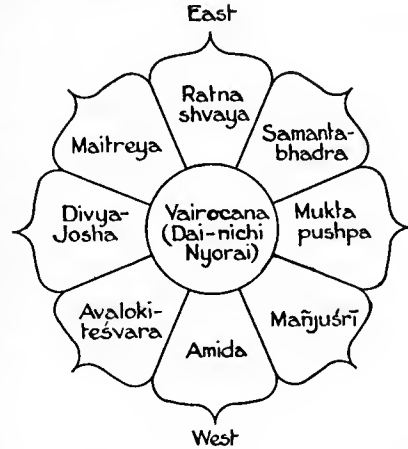 East
Ratna
shvaya
Maitreya
Samanta-
bhadra
Divya-
Josha
Vairocana
(Dai-nichi
Nyorai)
Mukta
pushpa
Avaloki-
teśvara
Amida
Mañjuśrī
West